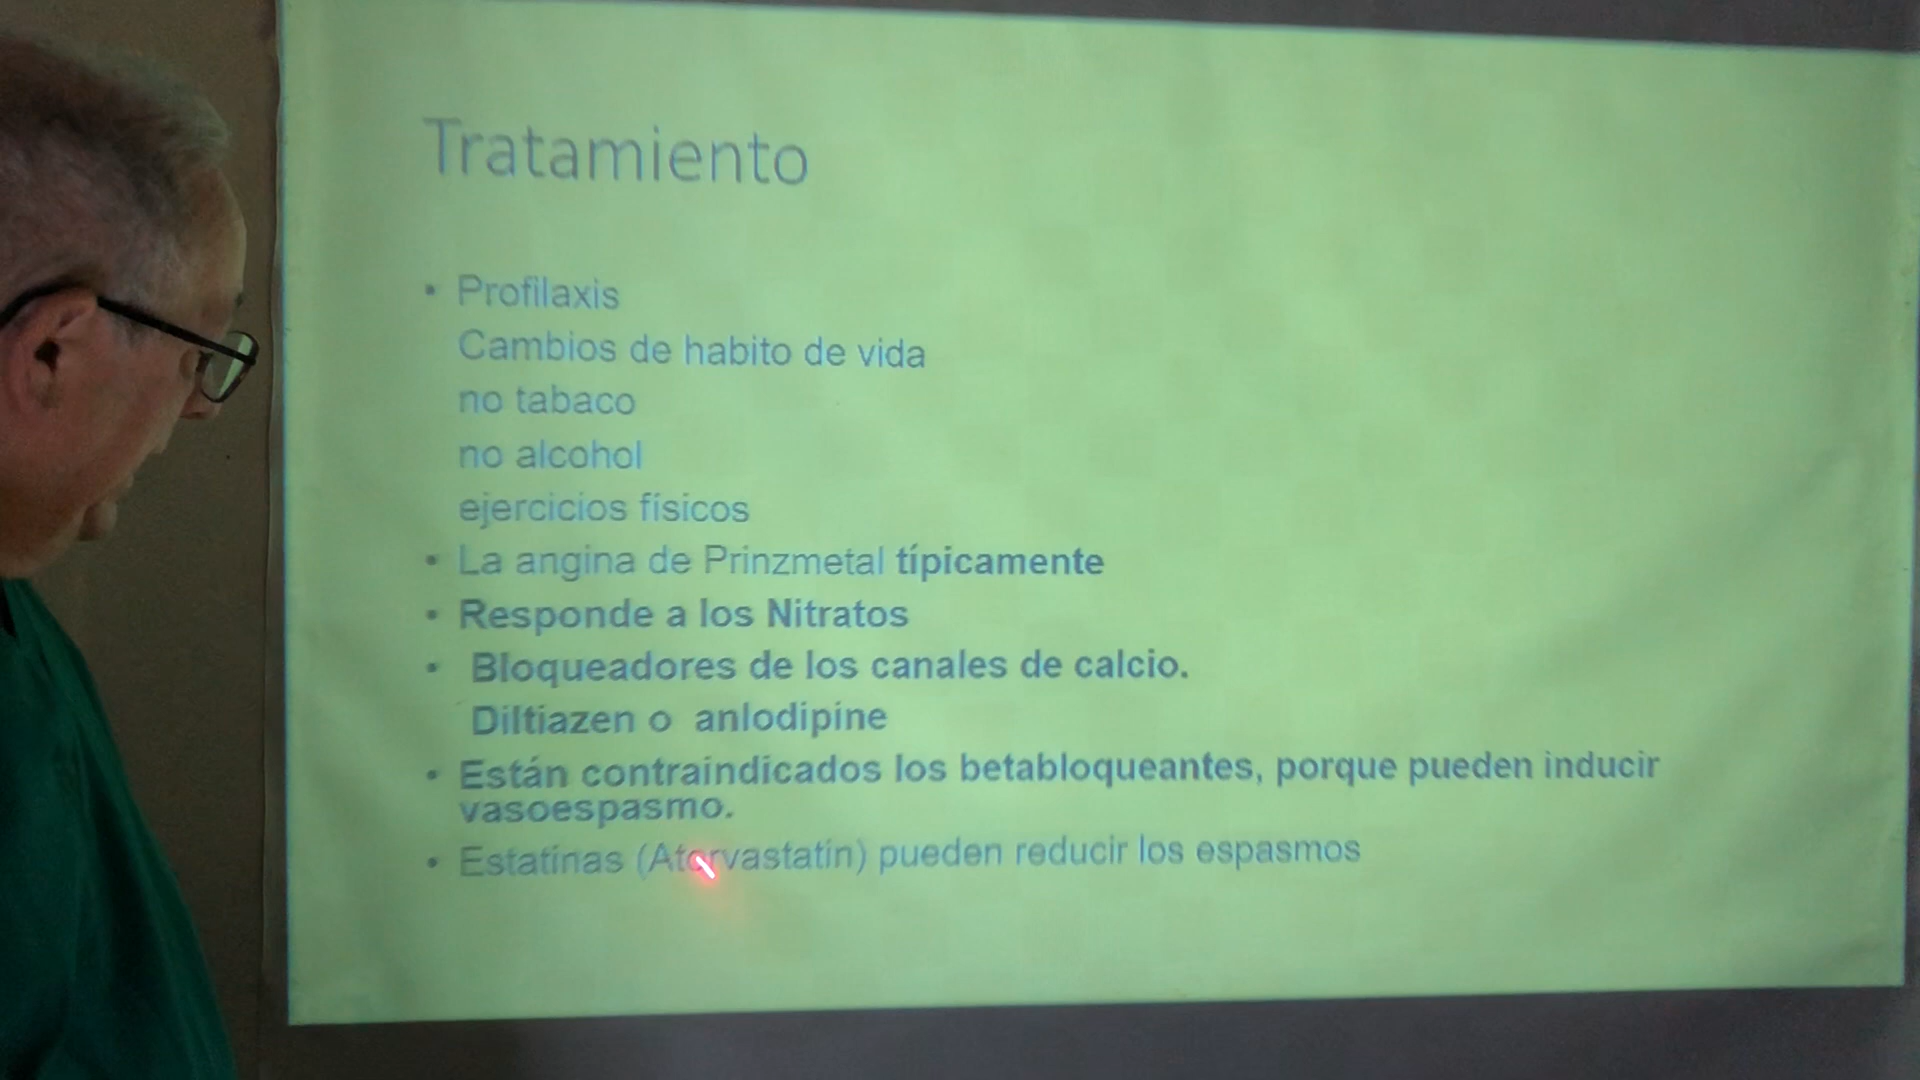 Tratamiento
• Profilaxis
Cambios de habito de vida
no tabaco
no alcohol
ejercicios físicos
• La angina de Prinzmetal típicamente
• Responde a los Nitratos
• Bloqueadores de los canales de calcio.
Diltiazen o anlodipine
• Están contraindicados los betabloqueantes, porque pueden inducir
vasoespasmo.
• Estatinas (Atorvastatin) pueden reducir los espasmos